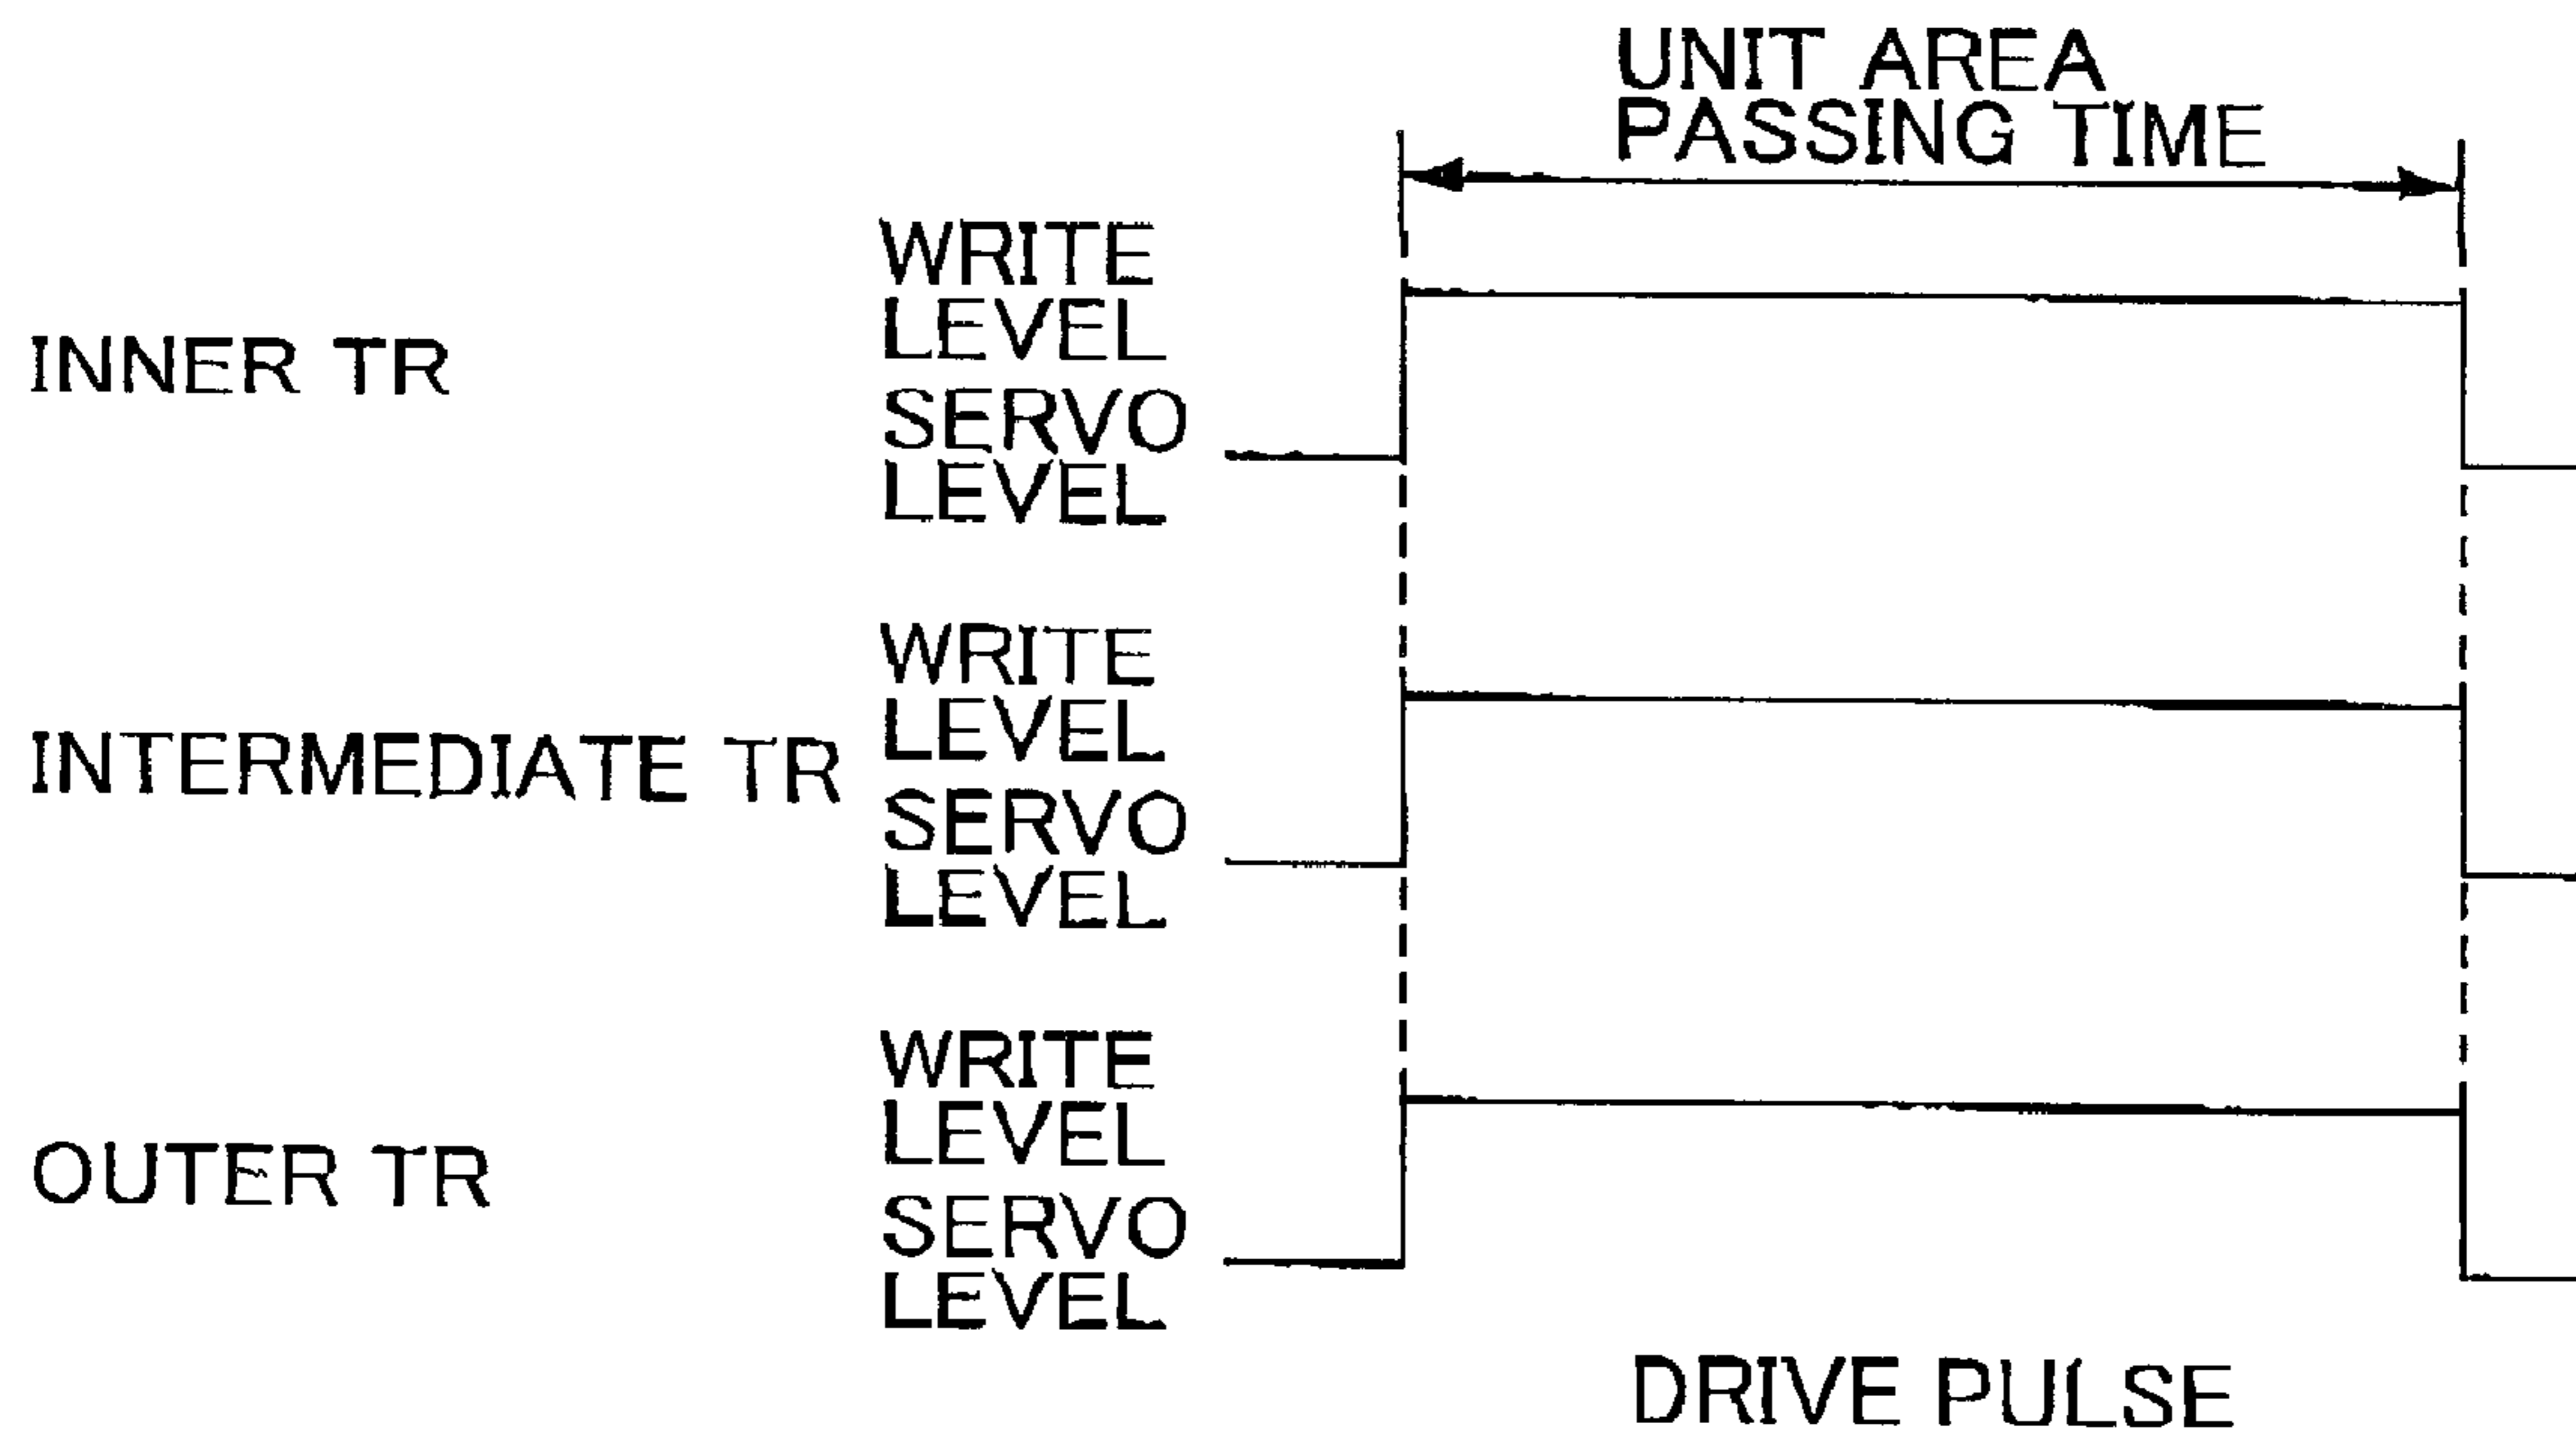 UNIT AREA
PASSING TIME
INNER TR
WRITE
LEVEL
SERVO
LEVEL
INTERMEDIATE TR
WRITE
LEVEL
SERVO
LEVEL
OUTER TR
WRITE
LEVEL
SERVO
LEVEL
DRIVE PULSE